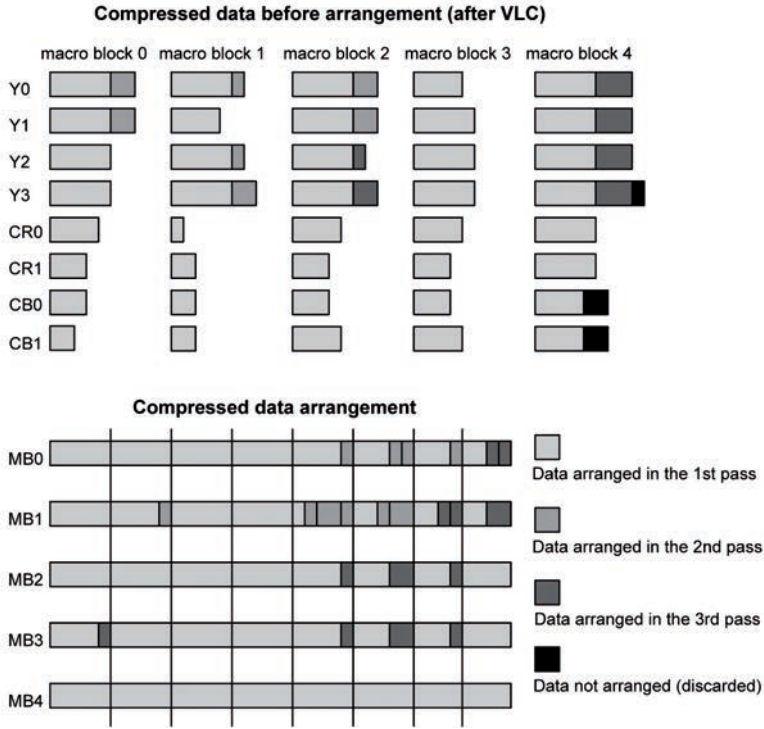 Compressed data before arrangement (after VLC)
macro block 0 macro block 1 macro block 2 macro block 3 macro block 4
Y0
Y1
Y2
Y3
CR0
CR1
CB0
CB1
Compressed data arrangement
MB0
MB1
MB2
MB3
MB4
Data arranged in the 1st pass
Data arranged in the 2nd pass
Data arranged in the 3rd pass
Data not arranged (discarded)